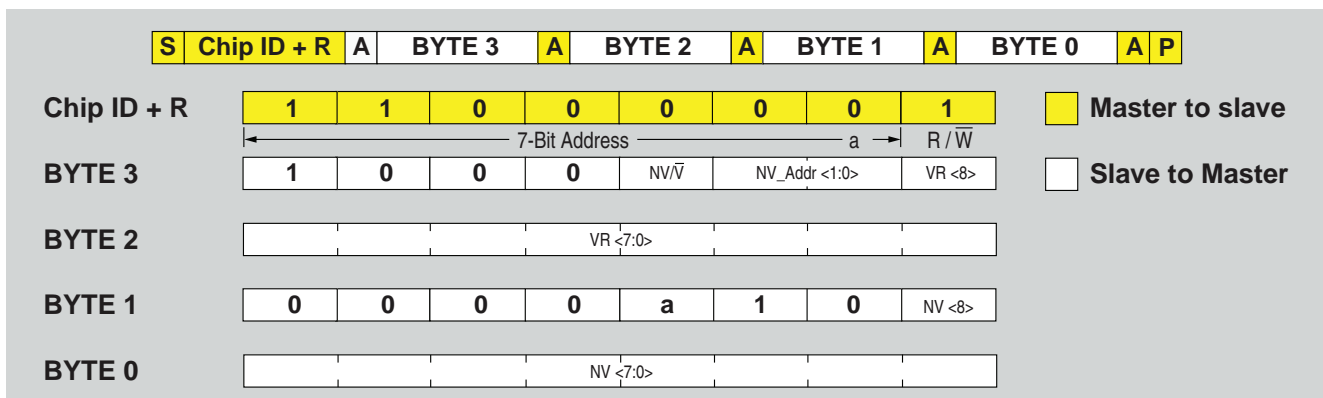 S Chip ID + R A BYTE 3 A BYTE 2 A BYTE 1 A BYTE 0 A P
Chip ID + R 1 1 0 0 0 0 0 1 Master to slave
7-Bit Address a R / W̅
BYTE 3 1 0 0 0 NV/V̅ NV_Addr <1:0> VR <8> Slave to Master
BYTE 2 VR <7:0>
BYTE 1 0 0 0 0 a 1 0 NV <8>
BYTE 0 NV <7:0>